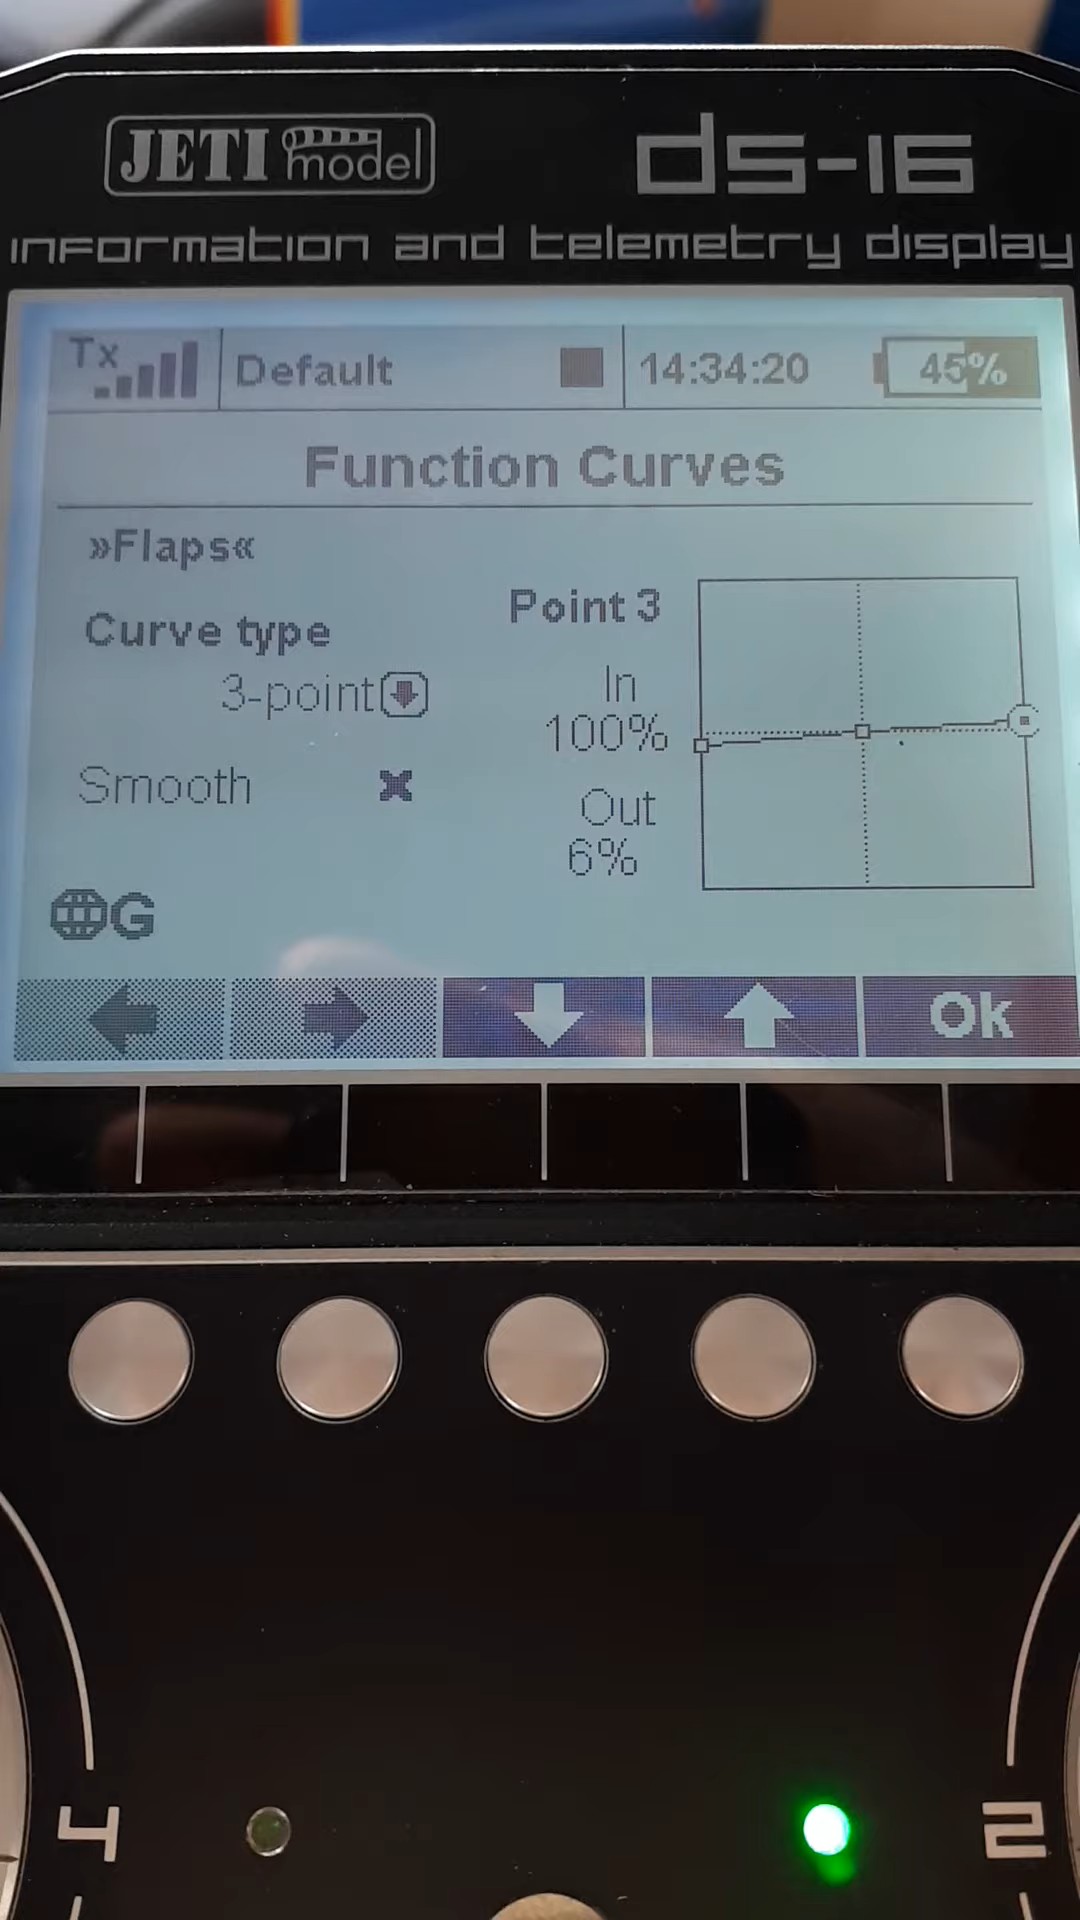 JETI model
DS-16
information and telemetry display
Tx Default 14:34:20 45%
Function Curves
»Flaps«
Curve type
3-point
Smooth
Point 3
In
100%
Out
6%
G
Ok
4
2